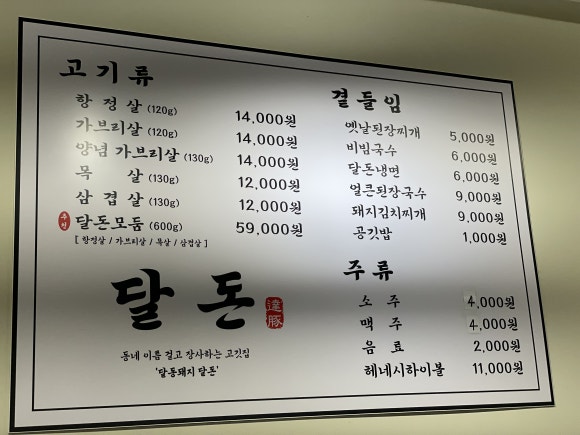 고기류
항정살 (120g) 14,000원
가브리살 (120g) 14,000원
양념 가브리살 (130g) 14,000원
목살 (130g) 12,000원
삼겹살 (130g) 12,000원
추천 달돈모둠 (600g) 59,000원
[ 항정살 / 가브리살 / 목살 / 삼겹살 ]
달돈
達豚
동네 이름 걸고 장사하는 고깃집
'달동돼지 달돈'
곁들임
옛날된장찌개 5,000원
비빔국수 6,000원
달돈냉면 6,000원
얼큰된장국수 9,000원
돼지김치찌개 9,000원
공깃밥 1,000원
주류
소주 4,000원
맥주 4,000원
음료 2,000원
헤네시하이볼 11,000원